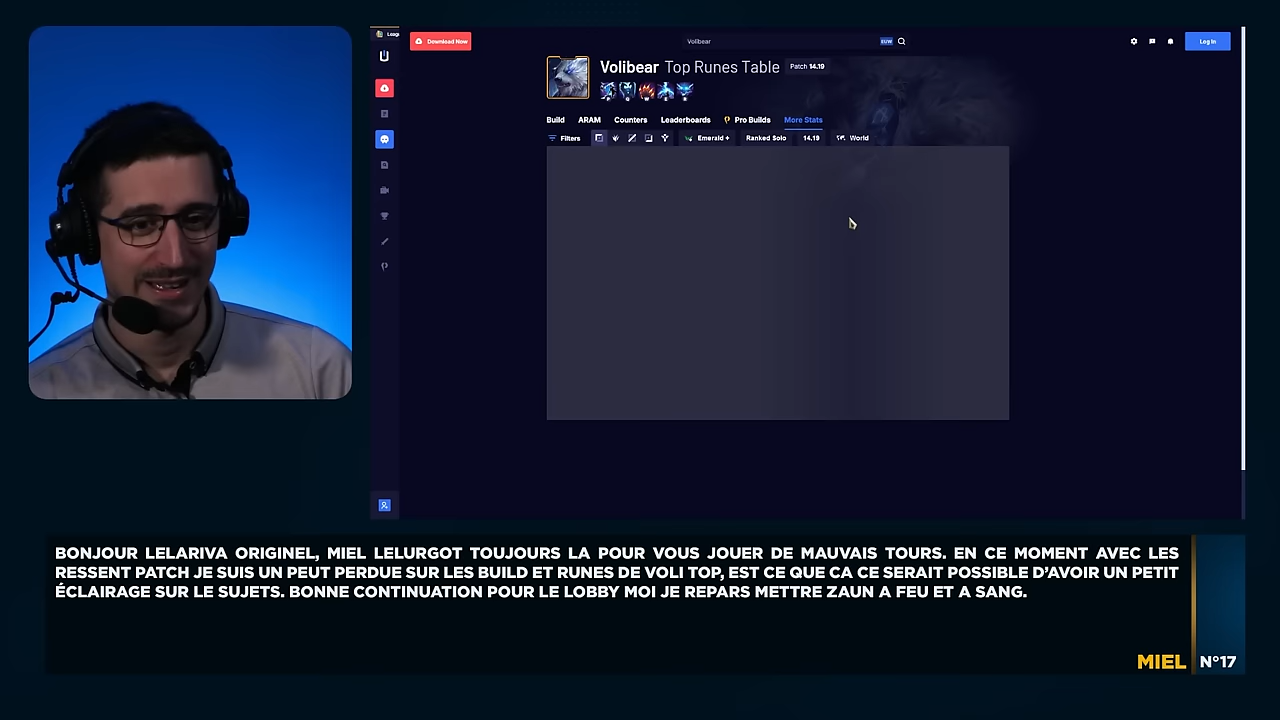 Leagu
Download Now
Volibear
EUW
Log In
Volibear Top Runes Table
Patch 14.19
P
Q
W
E
R
Build
ARAM
Counters
Leaderboards
Pro Builds
More Stats
Filters
Emerald +
Ranked Solo
14.19
World
BONJOUR LELARIVA ORIGINEL, MIEL LELURGOT TOUJOURS LA POUR VOUS JOUER DE MAUVAIS TOURS. EN CE MOMENT AVEC LES
RESSENT PATCH JE SUIS UN PEUT PERDUE SUR LES BUILD ET RUNES DE VOLI TOP, EST CE QUE CA CE SERAIT POSSIBLE D'AVOIR UN PETIT
ÉCLAIRAGE SUR LE SUJETS. BONNE CONTINUATION POUR LE LOBBY MOI JE REPARS METTRE ZAUN A FEU ET A SANG.
MIEL N°17